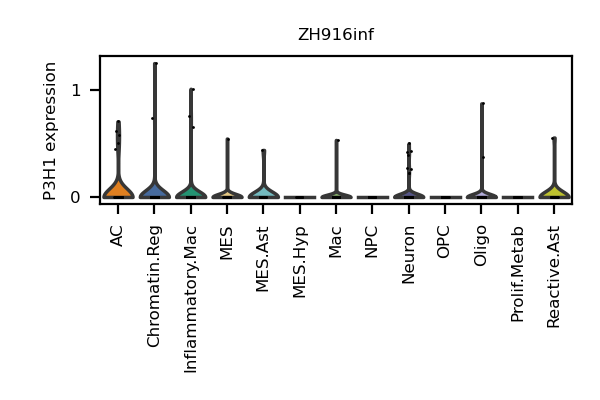 ZH916inf
P3H1 expression
1
0
AC
Chromatin.Reg
Inflammatory.Mac
MES
MES.Ast
MES.Hyp
Mac
NPC
Neuron
OPC
Oligo
Prolif.Metab
Reactive.Ast